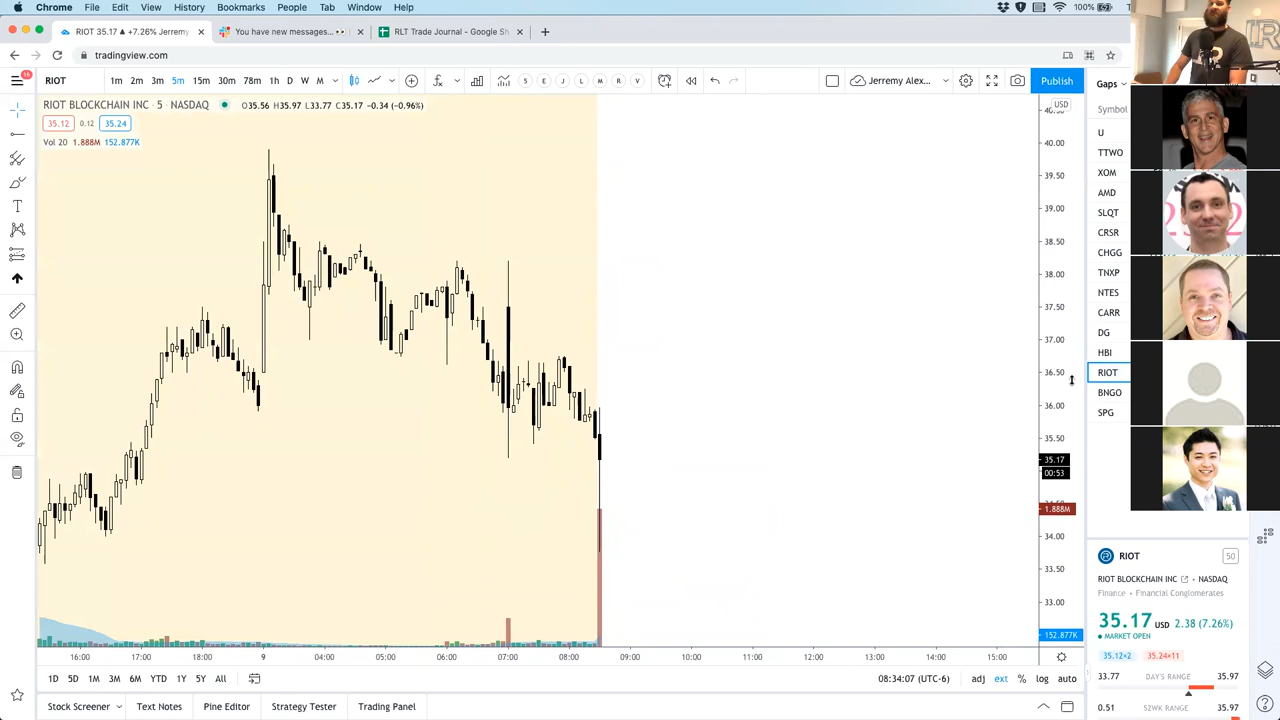 Chrome File Edit View History Bookmarks People Tab Window Help 100%
RIOT 35.17 ▲ +7.26% Jerremy × You have new messages... × RLT Trade Journal - Google Sh × +
tradingview.com
16 RIOT 1m 2m 3m 5m 15m 30m 78m 1h D W M Jerremy Alex... Publish
RIOT BLOCKCHAIN INC · 5 · NASDAQ O35.56 H35.97 L33.77 C35.17 −0.34 (−0.96%)
35.12 0.12 35.24
Vol 20 1.888M 152.877K
USD
40.00
39.50
39.00
38.50
38.00
37.50
37.00
36.50
36.00
35.50
35.17
00:53
1.888M
34.00
33.50
33.00
152.877K
16:00 17:00 18:00 9 04:00 05:00 06:00 07:00 08:00 09:00 10:00 11:00 12:00 13:00 14:00 15:00
1D 5D 1M 3M 6M YTD 1Y 5Y All 08:34:07 (UTC-6) adj ext % log auto
Stock Screener Text Notes Pine Editor Strategy Tester Trading Panel
Gaps
Symbol
U
TTWO
XOM
AMD
SLQT
CRSR
CHGG
TNXP
NTES
CARR
DG
HBI
RIOT
BNGO
SPG
RIOT 50
RIOT BLOCKCHAIN INC • NASDAQ
Finance • Financial Conglomerates
35.17 USD 2.38 (7.26%)
• MARKET OPEN
35.12×2 35.24×11
33.77 DAY'S RANGE 35.97
0.51 52WK RANGE 35.97